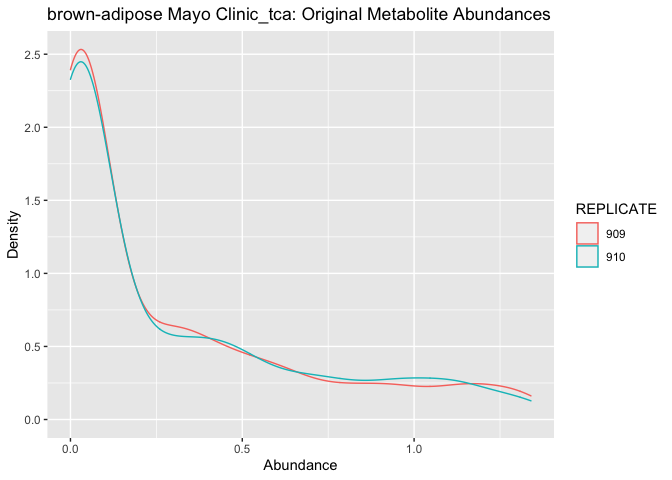 brown-adipose Mayo Clinic_tca: Original Metabolite Abundances
2.5
2.0
1.5
1.0
0.5
0.0
Density
0.0
0.5
1.0
Abundance
REPLICATE
909
910